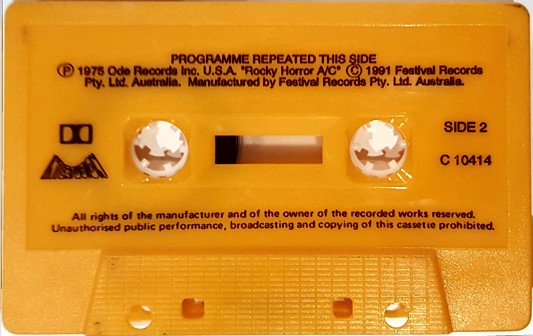 PROGRAMME REPEATED THIS SIDE
Ⓟ 1975 Ode Records Inc. U.S.A. "Rocky Horror A/C" Ⓒ 1991 Festival Records
Pty. Ltd. Australia. Manufactured by Festival Records Pty. Ltd. Australia.
SIDE 2
C 10414
All rights of the manufacturer and of the owner of the recorded works reserved.
Unauthorised public performance, broadcasting and copying of this cassette prohibited.